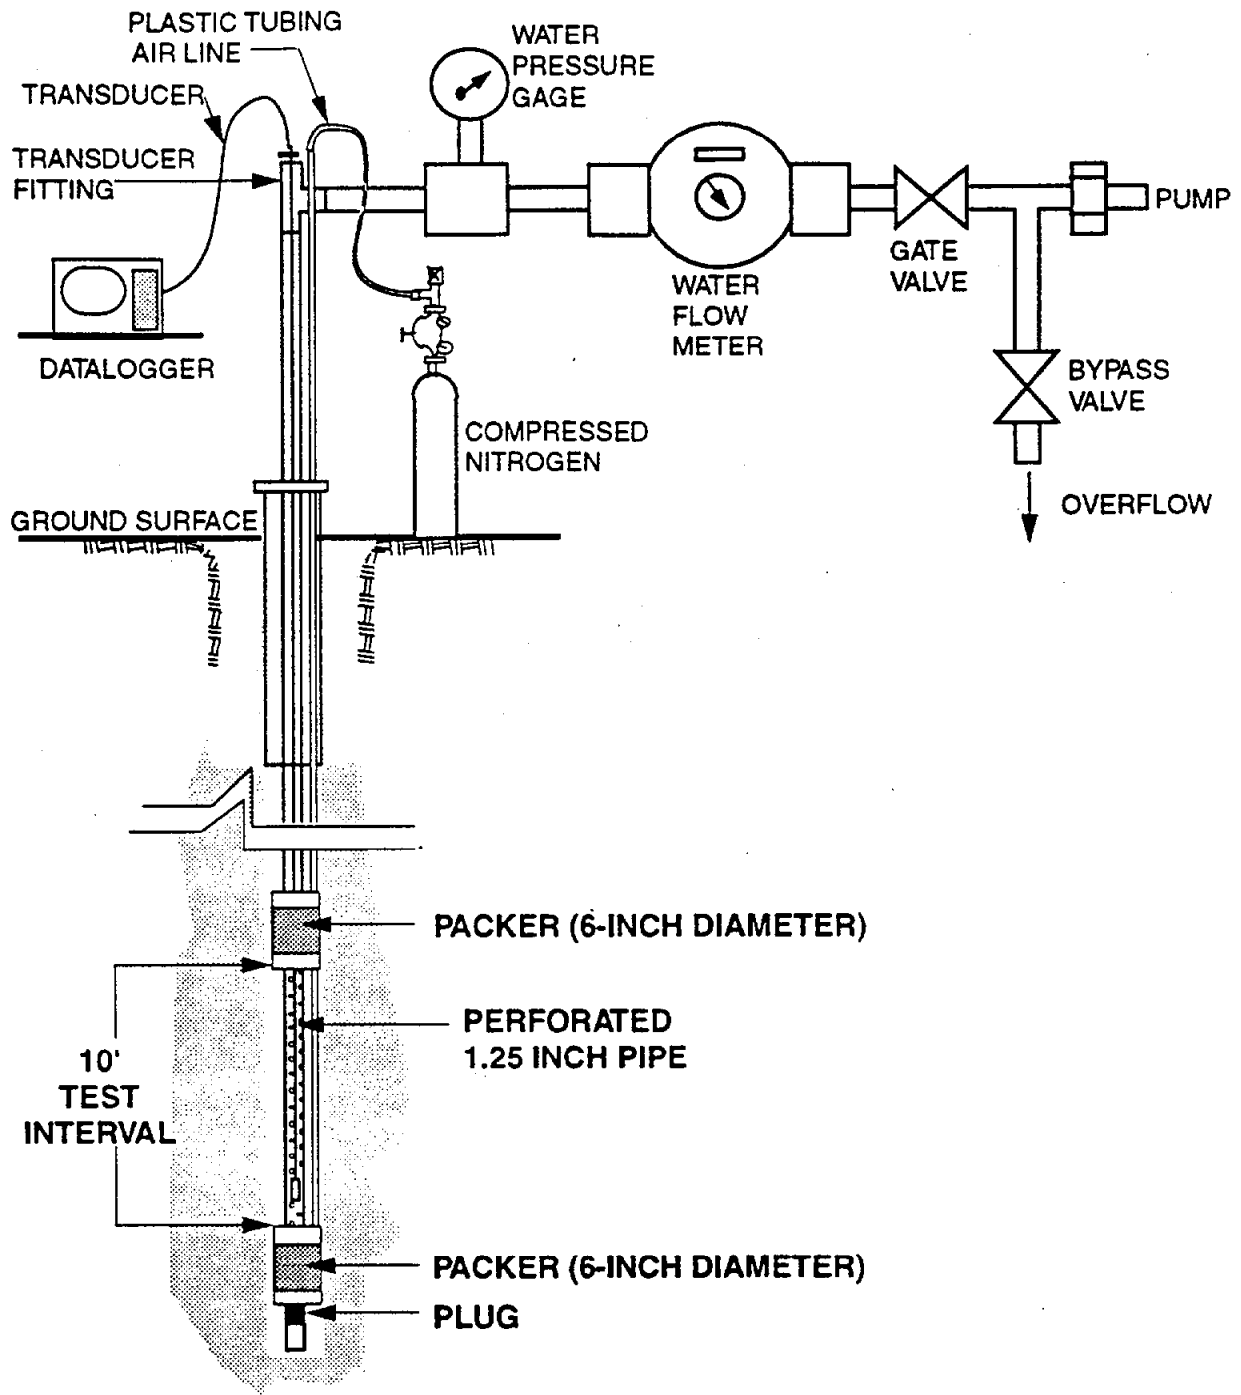 PLASTIC TUBING
AIR LINE
WATER
PRESSURE
GAGE
TRANSDUCER
TRANSDUCER
FITTING
PUMP
GATE
VALVE
WATER
FLOW
METER
DATALOGGER
BYPASS
VALVE
COMPRESSED
NITROGEN
OVERFLOW
GROUND SURFACE
PACKER (6-INCH DIAMETER)
PERFORATED
1.25 INCH PIPE
10'
TEST
INTERVAL
PACKER (6-INCH DIAMETER)
PLUG